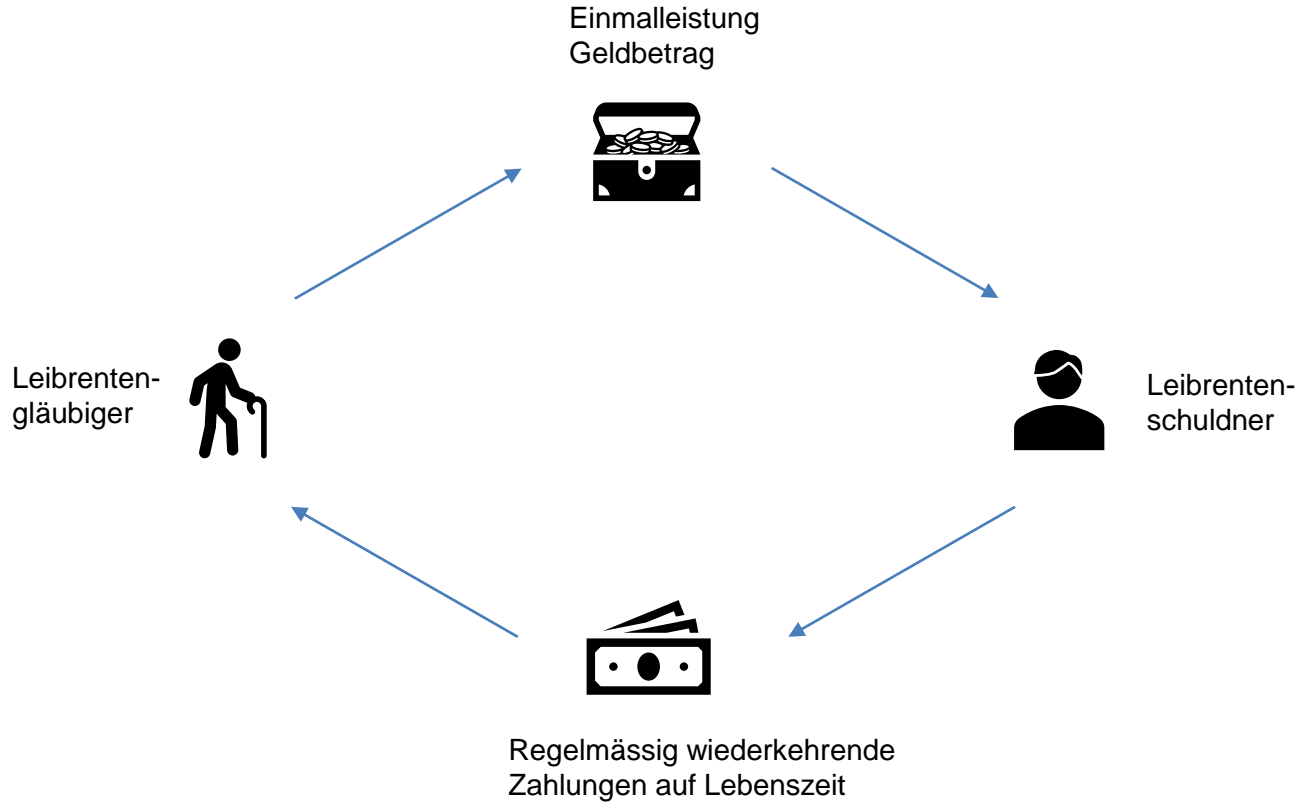 Einmalleistung
Geldbetrag
Leibrenten-
gläubiger
Leibrenten-
schuldner
Regelmässig wiederkehrende
Zahlungen auf Lebenszeit